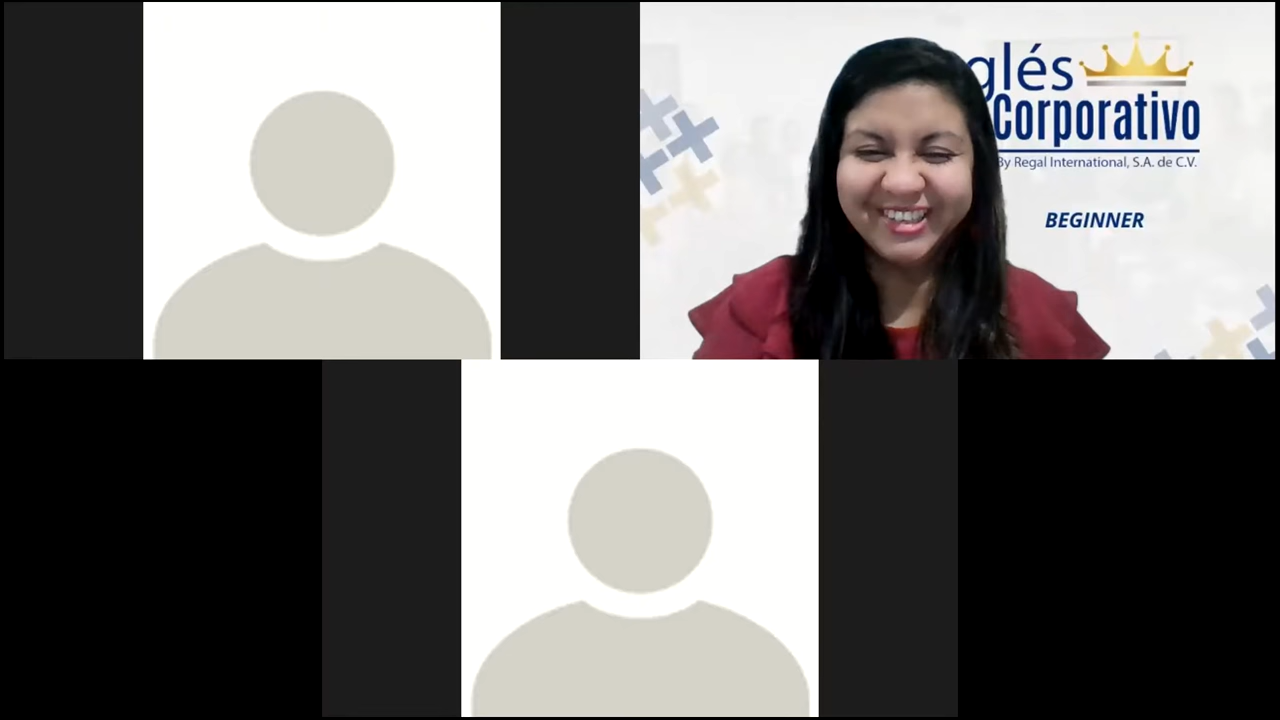 glés
Corporativo
By Regal International, S.A. de C.V.
BEGINNER